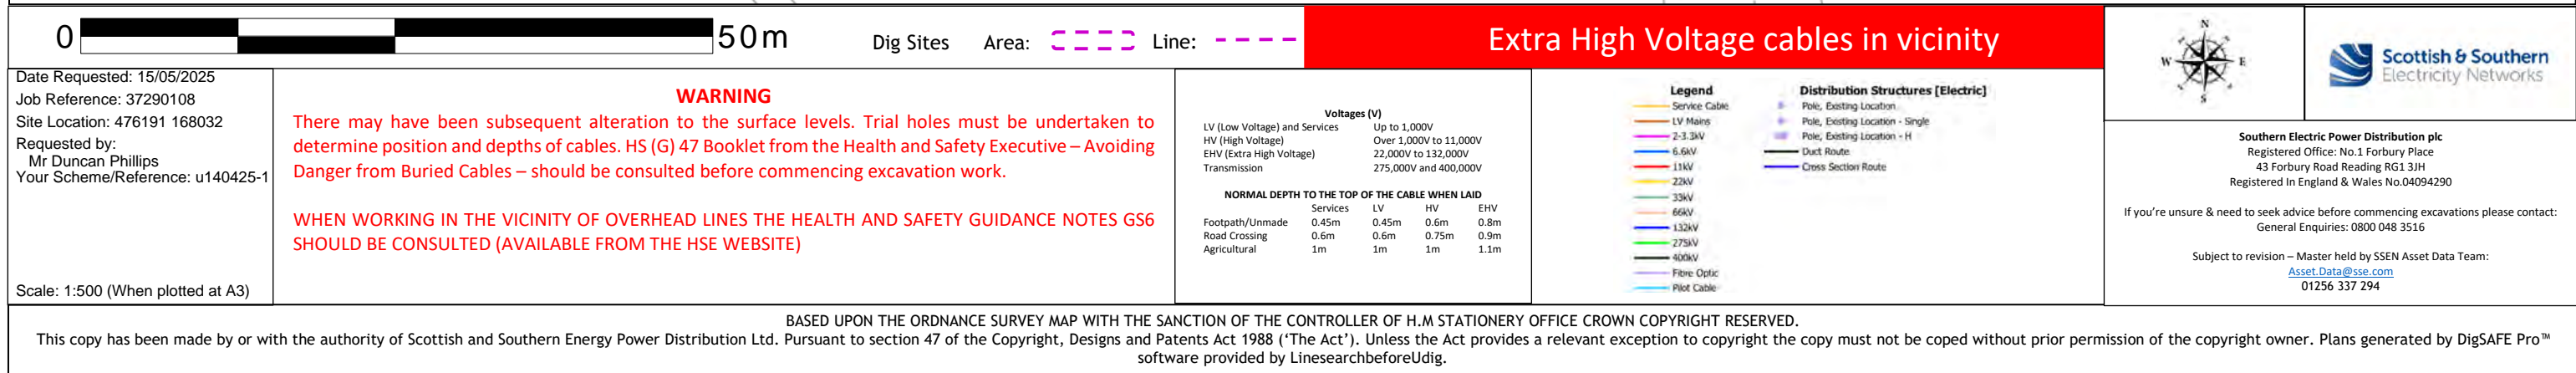 0 50m Dig Sites Area: Line:
Extra High Voltage cables in vicinity
N
W E
S
Scottish & Southern
Electricity Networks
Date Requested: 15/05/2025
Job Reference: 37290108
Site Location: 476191 168032
Requested by:
Mr Duncan Phillips
Your Scheme/Reference: u140425-1
Scale: 1:500 (When plotted at A3)
WARNING
There may have been subsequent alteration to the surface levels. Trial holes must be undertaken to
determine position and depths of cables. HS (G) 47 Booklet from the Health and Safety Executive – Avoiding
Danger from Buried Cables – should be consulted before commencing excavation work.
WHEN WORKING IN THE VICINITY OF OVERHEAD LINES THE HEALTH AND SAFETY GUIDANCE NOTES GS6
SHOULD BE CONSULTED (AVAILABLE FROM THE HSE WEBSITE)
Voltages (V)
LV (Low Voltage) and Services Up to 1,000V
HV (High Voltage) Over 1,000V to 11,000V
EHV (Extra High Voltage) 22,000V to 132,000V
Transmission 275,000V and 400,000V
NORMAL DEPTH TO THE TOP OF THE CABLE WHEN LAID
Services LV HV EHV
Footpath/Unmade 0.45m 0.45m 0.6m 0.8m
Road Crossing 0.6m 0.6m 0.75m 0.9m
Agricultural 1m 1m 1m 1.1m
Legend
Service Cable
LV Mains
2-3.3kV
6.6kV
11kV
22kV
33kV
66kV
132kV
275kV
400kV
Fibre Optic
Pilot Cable
Distribution Structures [Electric]
Pole, Existing Location
Pole, Existing Location - Single
Pole, Existing Location - H
Duct Route
Cross Section Route
Southern Electric Power Distribution plc
Registered Office: No.1 Forbury Place
43 Forbury Road Reading RG1 3JH
Registered In England & Wales No.04094290
If you're unsure & need to seek advice before commencing excavations please contact:
General Enquiries: 0800 048 3516
Subject to revision – Master held by SSEN Asset Data Team:
Asset.Data@sse.com
01256 337 294
BASED UPON THE ORDNANCE SURVEY MAP WITH THE SANCTION OF THE CONTROLLER OF H.M STATIONERY OFFICE CROWN COPYRIGHT RESERVED.
This copy has been made by or with the authority of Scottish and Southern Energy Power Distribution Ltd. Pursuant to section 47 of the Copyright, Designs and Patents Act 1988 ('The Act'). Unless the Act provides a relevant exception to copyright the copy must not be coped without prior permission of the copyright owner. Plans generated by DigSAFE Pro™
software provided by LinesearchbeforeUdig.